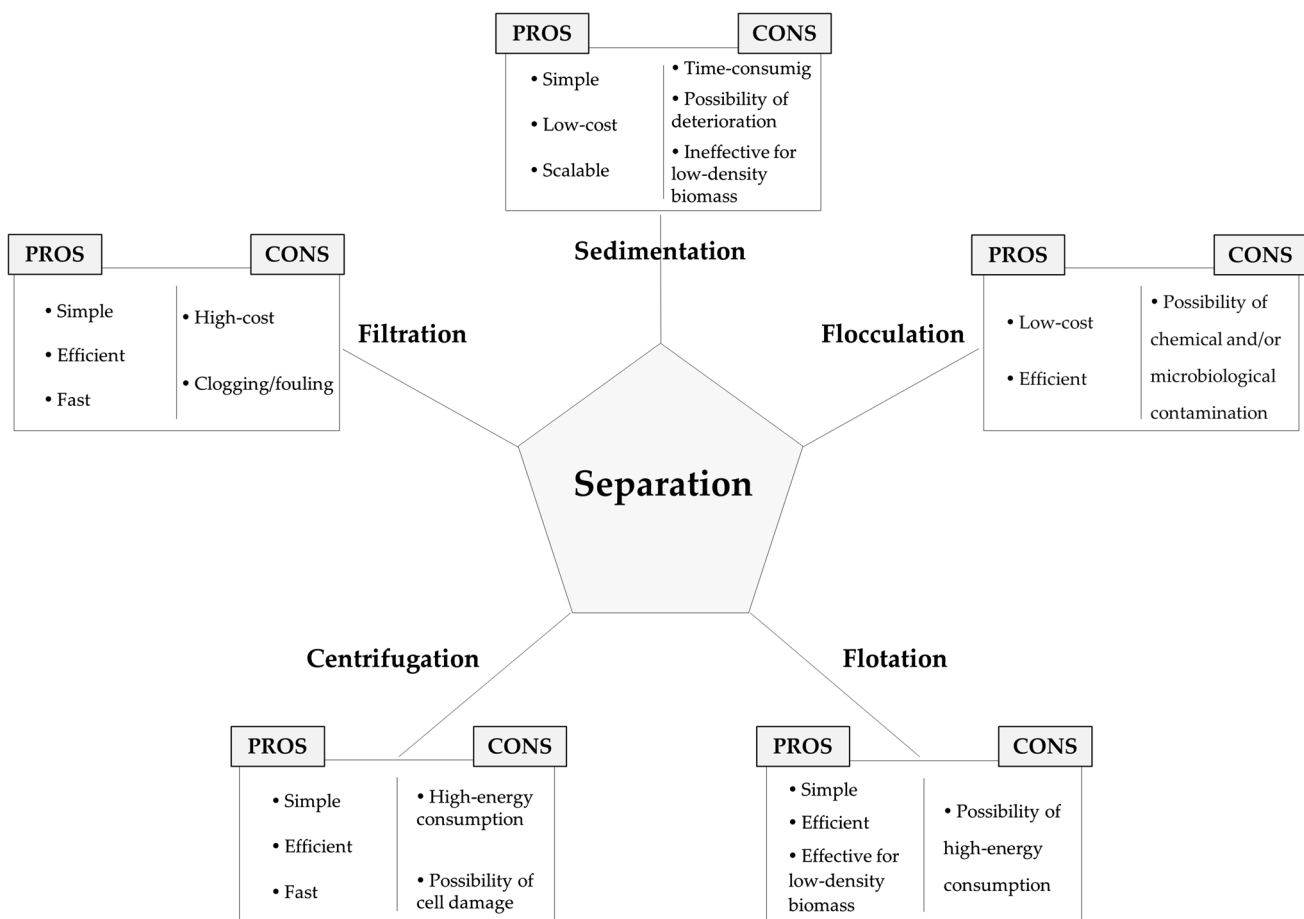 PROS
CONS
• Simple
• Low-cost
• Scalable
• Time-consumig
• Possibility of
deterioration
• Ineffective for
low-density
biomass
Sedimentation
PROS
CONS
• Simple
• Efficient
• Fast
• High-cost
• Clogging/fouling
Filtration
Flocculation
PROS
CONS
• Low-cost
• Efficient
• Possibility of
chemical and/or
microbiological
contamination
Separation
Centrifugation
Flotation
PROS
CONS
• Simple
• Efficient
• Fast
• High-energy
consumption
• Possibility of
cell damage
PROS
CONS
• Simple
• Efficient
• Effective for
low-density
biomass
• Possibility of
high-energy
consumption